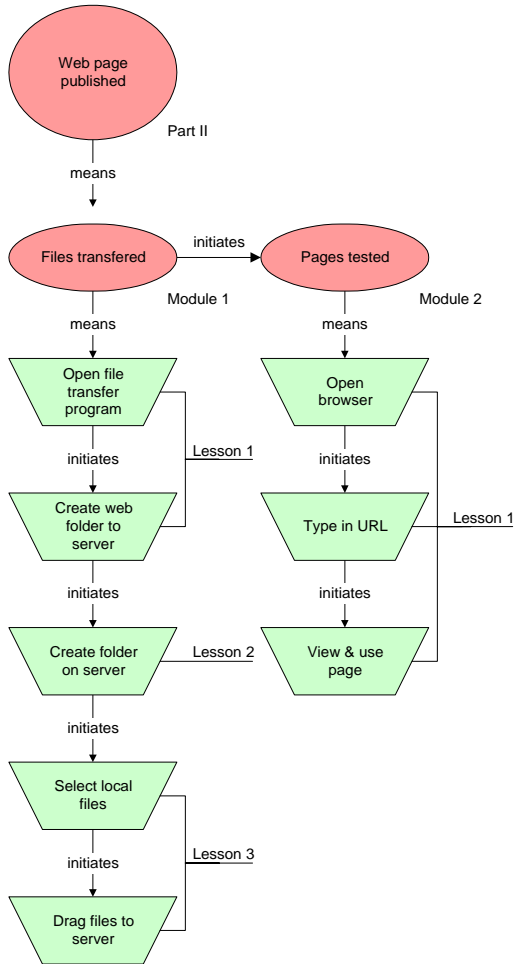 Web page
published
Part II
means
Files transfered
initiates
Pages tested
Module 1
Module 2
means
means
Open file
transfer
program
Open
browser
initiates
Lesson 1
initiates
Create web
folder to
server
Type in URL
Lesson 1
initiates
initiates
Create folder
on server
Lesson 2
View & use
page
initiates
Select local
files
initiates
Lesson 3
Drag files to
server